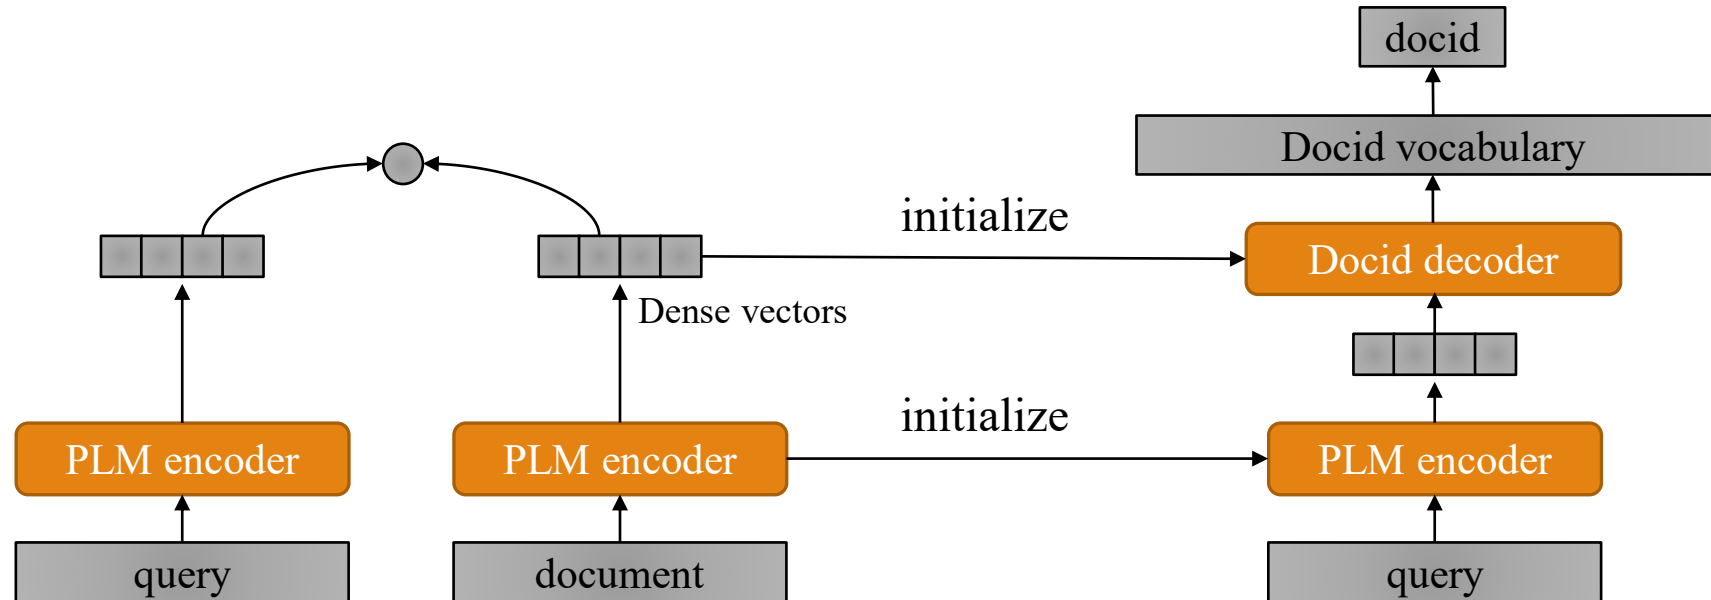 docid
Docid vocabulary
initialize
Docid decoder
Dense vectors
initialize
PLM encoder
PLM encoder
PLM encoder
query
document
query